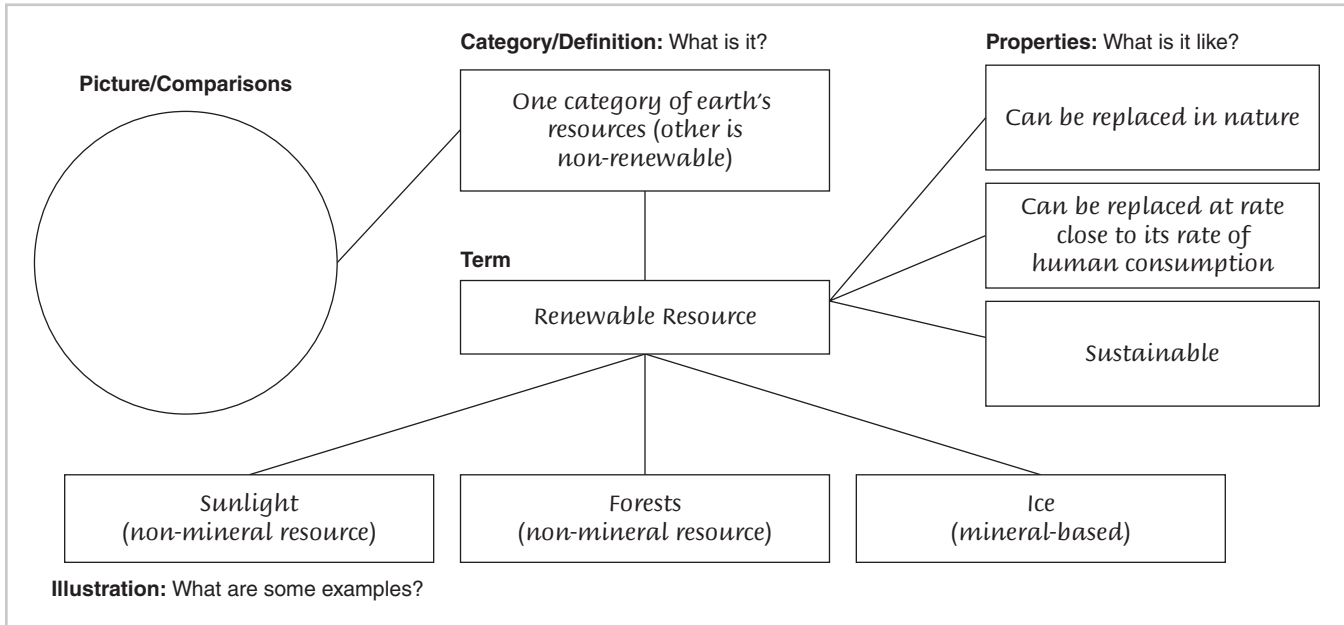 Picture/Comparisons
Category/Definition: What is it?
One category of earth's
resources (other is
non-renewable)
Properties: What is it like?
Can be replaced in nature
Can be replaced at rate
close to its rate of
human consumption
Sustainable
Term
Renewable Resource
Sunlight
(non-mineral resource)
Forests
(non-mineral resource)
Ice
(mineral-based)
Illustration: What are some examples?